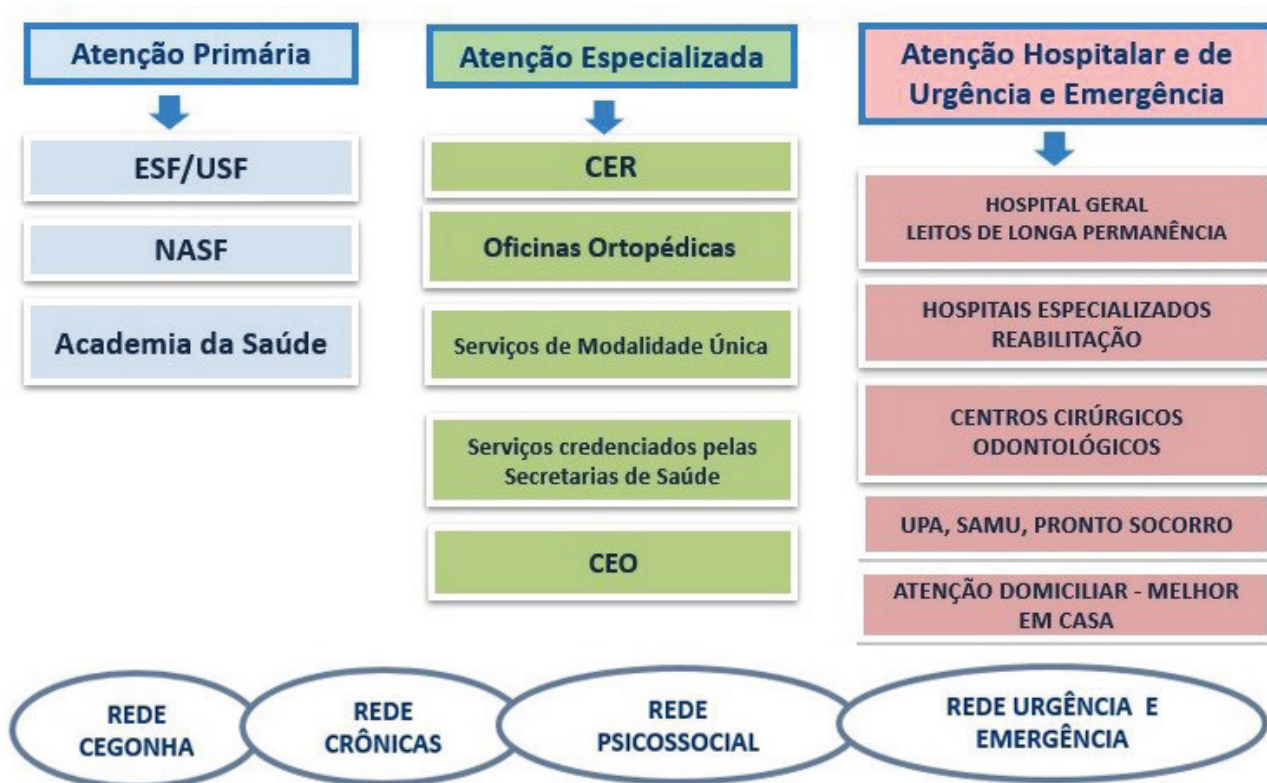 Atenção Primária
ESF/USF
NASF
Academia da Saúde
Atenção Especializada
CER
Oficinas Ortopédicas
Serviços de Modalidade Única
Serviços credenciados pelas
Secretarias de Saúde
CEO
Atenção Hospitalar e de
Urgência e Emergência
HOSPITAL GERAL
LEITOS DE LONGA PERMANÊNCIA
HOSPITAIS ESPECIALIZADOS
REABILITAÇÃO
CENTROS CIRÚRGICOS
ODONTOLÓGICOS
UPA, SAMU, PRONTO SOCORRO
ATENÇÃO DOMICILIAR - MELHOR
EM CASA
REDE
CEGONHA
REDE
CRÔNICAS
REDE
PSICOSSOCIAL
REDE URGÊNCIA E
EMERGÊNCIA